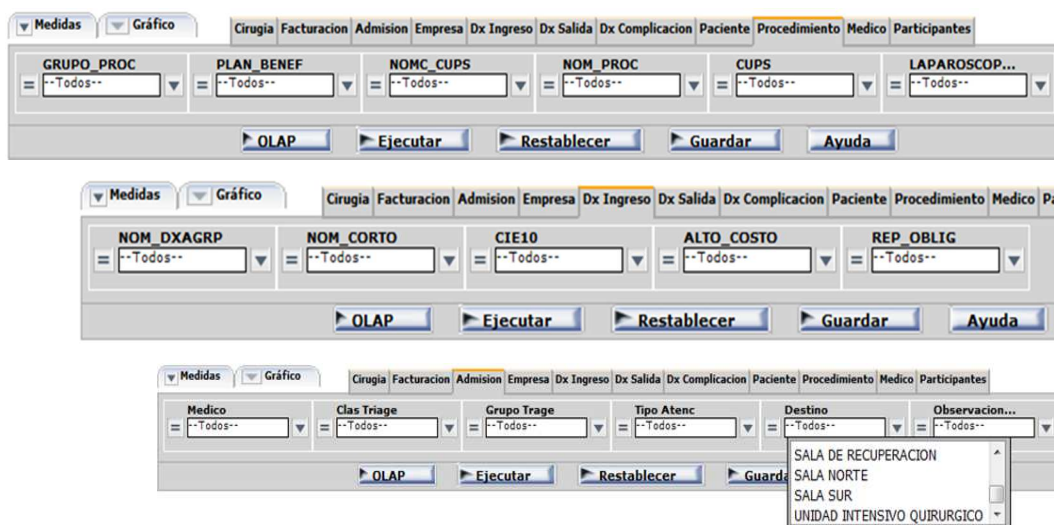 Medidas Gráfico Cirugia Facturacion Admision Empresa Dx Ingreso Dx Salida Dx Complicacion Paciente Procedimiento Medico Participantes
GRUPO_PROC PLAN_BENEF NOMC_CUPS NOM_PROC CUPS LAPAROSCOP...
= --Todos-- = --Todos-- = --Todos-- = --Todos-- = --Todos-- = --Todos--
OLAP Ejecutar Restablecer Guardar Ayuda
Medidas Gráfico Cirugia Facturacion Admision Empresa Dx Ingreso Dx Salida Dx Complicacion Paciente Procedimiento Medico Pa
NOM_DXAGRP NOM_CORTO CIE10 ALTO_COSTO REP_OBLIG
= --Todos-- = --Todos-- = --Todos-- = --Todos-- = --Todos--
OLAP Ejecutar Restablecer Guardar Ayuda
Medidas Gráfico Cirugia Facturacion Admision Empresa Dx Ingreso Dx Salida Dx Complicacion Paciente Procedimiento Medico Participantes
Medico Clas Triage Grupo Trage Tipo Atenc Destino Observacion...
= --Todos-- = --Todos-- = --Todos-- = --Todos-- = --Todos-- = --Todos--
OLAP Ejecutar Restablecer Guarda
SALA DE RECUPERACION
SALA NORTE
SALA SUR
UNIDAD INTENSIVO QUIRURGICO